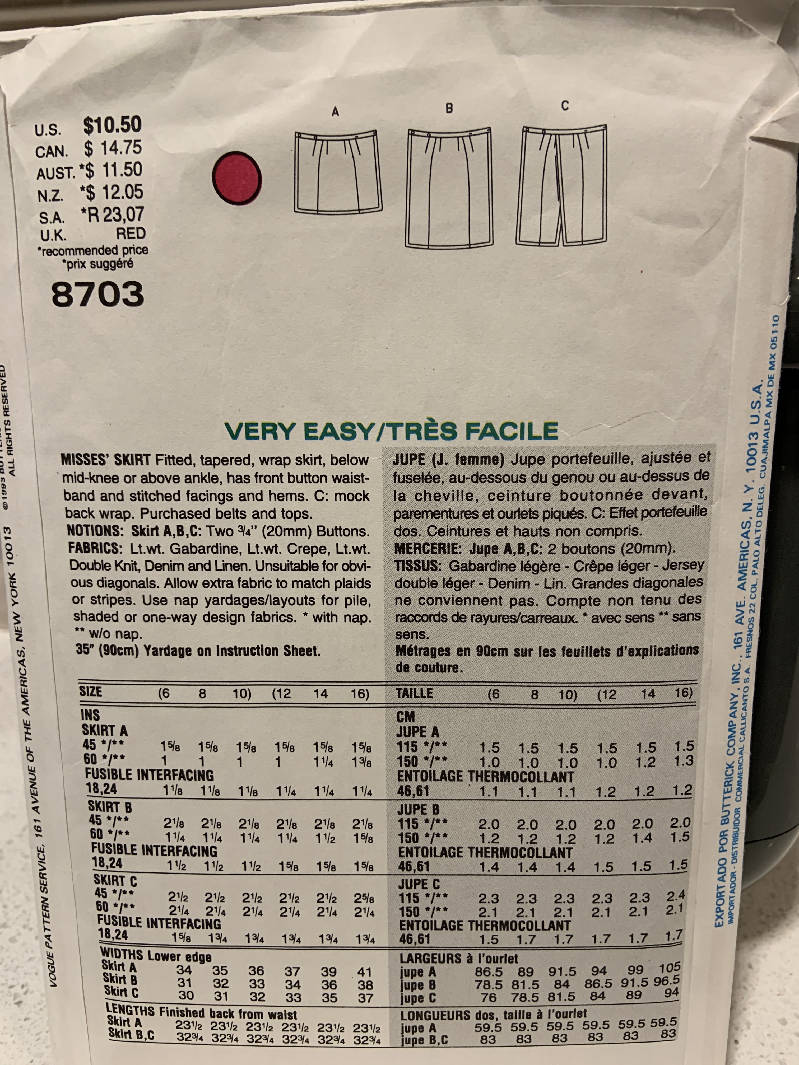 A
B
C
U.S. $10.50
CAN. $ 14.75
AUST. *$ 11.50
N.Z. *$ 12.05
S.A. *R 23,07
U.K. RED
*recommended price
*prix suggéré
8703
VERY EASY/TRÈS FACILE
MISSES' SKIRT Fitted, tapered, wrap skirt, below
mid-knee or above ankle, has front button waist-
band and stitched facings and hems. C: mock
back wrap. Purchased belts and tops.
NOTIONS: Skirt A,B,C: Two 3/4" (20mm) Buttons.
FABRICS: Lt.wt. Gabardine, Lt.wt. Crepe, Lt.wt.
Double Knit, Denim and Linen. Unsuitable for obvi-
ous diagonals. Allow extra fabric to match plaids
or stripes. Use nap yardages/layouts for pile,
shaded or one-way design fabrics. * with nap.
** w/o nap.
35" (90cm) Yardage on Instruction Sheet.
JUPE (J. femme) Jupe portefeuille, ajustée et
fuselée, au-dessous du genou ou au-dessus de
la cheville, ceinture boutonnée devant,
parementures et ourlets piqués. C: Effet portefeuille
dos. Ceintures et hauts non compris.
MERCERIE: Jupe A,B,C: 2 boutons (20mm).
TISSUS: Gabardine légère - Crêpe léger - Jersey
double léger - Denim - Lin. Grandes diagonales
ne conviennent pas. Compte non tenu des
raccords de rayures/carreaux. * avec sens ** sans
sens.
Métrages en 90cm sur les feuillets d'explications
de couture.
SIZE (6 8 10) (12 14 16)
INS
SKIRT A
45 */** 1 5/8 1 5/8 1 5/8 1 5/8 1 5/8 1 5/8
60 */** 1 1 1 1 1 1/4 1 3/8
FUSIBLE INTERFACING
18,24 1 1/8 1 1/8 1 1/8 1 1/4 1 1/4 1 1/4
SKIRT B
45 */** 2 1/8 2 1/8 2 1/8 2 1/8 2 1/8 2 1/8
60 */** 1 1/4 1 1/4 1 1/4 1 1/4 1 1/2 1 5/8
FUSIBLE INTERFACING
18,24 1 1/2 1 1/2 1 1/2 1 5/8 1 5/8 1 5/8
SKIRT C
45 */** 2 1/2 2 1/2 2 1/2 2 1/2 2 1/2 2 5/8
60 */** 2 1/4 2 1/4 2 1/4 2 1/4 2 1/4 2 1/4
FUSIBLE INTERFACING
18,24 1 5/8 1 3/4 1 3/4 1 3/4 1 3/4 1 3/4
WIDTHS Lower edge
Skirt A 34 35 36 37 39 41
Skirt B 31 32 33 34 36 38
Skirt C 30 31 32 33 35 37
LENGTHS Finished back from waist
Skirt A 23 1/2 23 1/2 23 1/2 23 1/2 23 1/2 23 1/2
Skirt B,C 32 3/4 32 3/4 32 3/4 32 3/4 32 3/4 32 3/4
TAILLE (6 8 10) (12 14 16)
CM
JUPE A
115 */** 1.5 1.5 1.5 1.5 1.5 1.5
150 */** 1.0 1.0 1.0 1.0 1.2 1.3
ENTOILAGE THERMOCOLLANT
46,61 1.1 1.1 1.1 1.2 1.2 1.2
JUPE B
115 */** 2.0 2.0 2.0 2.0 2.0 2.0
150 */** 1.2 1.2 1.2 1.2 1.4 1.5
ENTOILAGE THERMOCOLLANT
46,61 1.4 1.4 1.4 1.5 1.5 1.5
JUPE C
115 */** 2.3 2.3 2.3 2.3 2.3 2.4
150 */** 2.1 2.1 2.1 2.1 2.1 2.1
ENTOILAGE THERMOCOLLANT
46,61 1.5 1.7 1.7 1.7 1.7 1.7
LARGEURS à l'ourlet
jupe A 86.5 89 91.5 94 99 105
jupe B 78.5 81.5 84 86.5 91.5 96.5
jupe C 76 78.5 81.5 84 89 94
LONGUEURS dos, taille à l'ourlet
jupe A 59.5 59.5 59.5 59.5 59.5 59.5
jupe B,C 83 83 83 83 83 83
ALL RIGHTS RESERVED
VOGUE PATTERN SERVICE, 161 AVENUE OF THE AMERICAS, NEW YORK 10013
EXPORTADO POR BUTTERICK COMPANY, INC., 161 AVE. AMERICAS, N. Y. 10013 U.S.A.
IMPORTADOR - DISTRIBUIDOR COMMERCIAL CALLICANTO S.A. FRESNOS 22 COL. PALO ALTO DELEG. CUAJIMALPA MX DE MX 05110